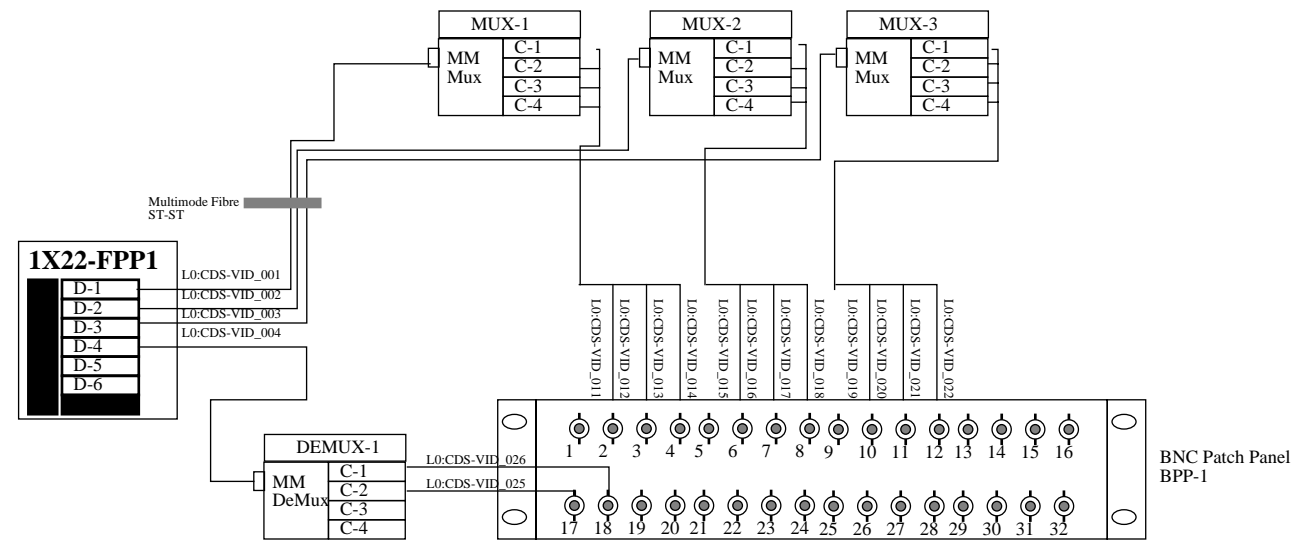 MUX-1
MM
Mux
C-1
C-2
C-3
C-4
MUX-2
MM
Mux
C-1
C-2
C-3
C-4
MUX-3
MM
Mux
C-1
C-2
C-3
C-4
Multimode Fibre
ST-ST
1X22-FPP1
D-1
D-2
D-3
D-4
D-5
D-6
L0:CDS-VID_001
L0:CDS-VID_002
L0:CDS-VID_003
L0:CDS-VID_004
L0:CDS-VID_011
L0:CDS-VID_012
L0:CDS-VID_013
L0:CDS-VID_014
L0:CDS-VID_015
L0:CDS-VID_016
L0:CDS-VID_017
L0:CDS-VID_018
L0:CDS-VID_019
L0:CDS-VID_020
L0:CDS-VID_021
L0:CDS-VID_022
DEMUX-1
MM
DeMux
C-1
C-2
C-3
C-4
L0:CDS-VID_026
L0:CDS-VID_025
1 2 3 4 5 6 7 8 9 10 11 12 13 14 15 16
17 18 19 20 21 22 23 24 25 26 27 28 29 30 31 32
BNC Patch Panel
BPP-1